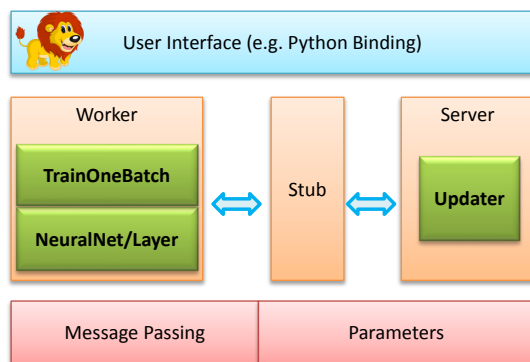 User Interface (e.g. Python Binding)
Worker
TrainOneBatch
NeuralNet/Layer
Stub
Server
Updater
Message Passing
Parameters